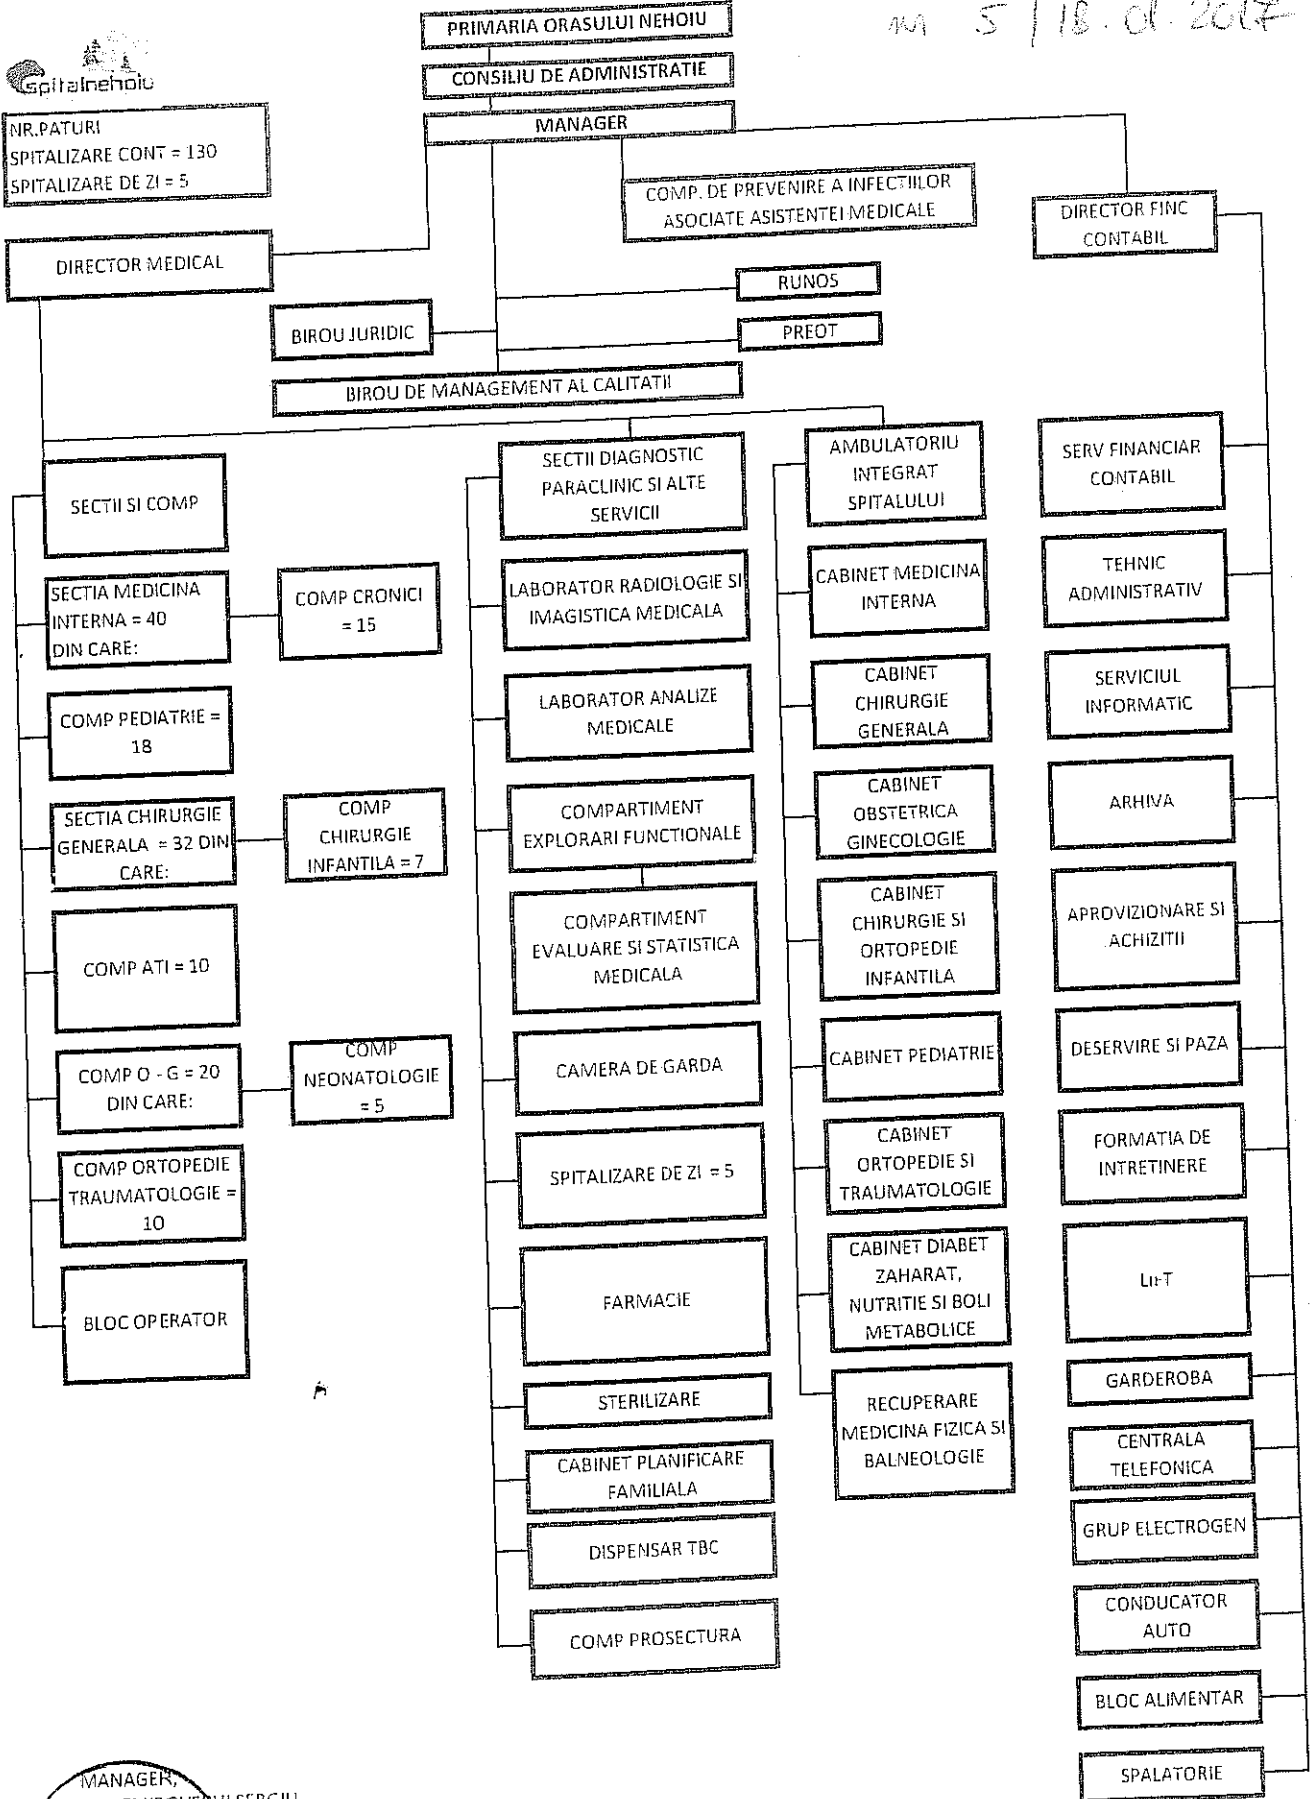 PRIMARIA ORASULUI NEHOIU
5 / 18.01.2017
CONSILIU DE ADMINISTRATIE
MANAGER
spitalnehoiu
NR.PATURI
SPITALIZARE CONT = 130
SPITALIZARE DE ZI = 5
COMP. DE PREVENIRE A INFECTIILOR
ASOCIATE ASISTENTEI MEDICALE
DIRECTOR FINC
CONTABIL
DIRECTOR MEDICAL
RUNOS
BIROU JURIDIC
PREOT
BIROU DE MANAGEMENT AL CALITATII
SECTII SI COMP
SECTIA MEDICINA
INTERNA = 40
DIN CARE:
COMP CRONICI
= 15
COMP PEDIATRIE =
18
SECTIA CHIRURGIE
GENERALA = 32 DIN
CARE:
COMP
CHIRURGIE
INFANTILA = 7
COMP ATI = 10
COMP O - G = 20
DIN CARE:
COMP
NEONATOLOGIE
= 5
COMP ORTOPEDIE
TRAUMATOLOGIE =
10
BLOC OPERATOR
SECTII DIAGNOSTIC
PARACLINIC SI ALTE
SERVICII
LABORATOR RADIOLOGIE SI
IMAGISTICA MEDICALA
LABORATOR ANALIZE
MEDICALE
COMPARTIMENT
EXPLORARI FUNCTIONALE
COMPARTIMENT
EVALUARE SI STATISTICA
MEDICALA
CAMERA DE GARDA
SPITALIZARE DE ZI = 5
FARMACIE
STERILIZARE
CABINET PLANIFICARE
FAMILIALA
DISPENSAR TBC
COMP PROSECTURA
AMBULATORIU
INTEGRAT
SPITALULUI
CABINET MEDICINA
INTERNA
CABINET
CHIRURGIE
GENERALA
CABINET
OBSTETRICA
GINECOLOGIE
CABINET
CHIRURGIE SI
ORTOPEDIE
INFANTILA
CABINET PEDIATRIE
CABINET
ORTOPEDIE SI
TRAUMATOLOGIE
CABINET DIABET
ZAHARAT,
NUTRITIE SI BOLI
METABOLICE
RECUPERARE
MEDICINA FIZICA SI
BALNEOLOGIE
SERV FINANCIAR
CONTABIL
TEHNIC
ADMINISTRATIV
SERVICIUL
INFORMATIC
ARHIVA
APROVIZIONARE SI
ACHIZITII
DESERVIRE SI PAZA
FORMATIA DE
INTRETINERE
LIFT
GARDEROBA
CENTRALA
TELEFONICA
GRUP ELECTROGEN
CONDUCATOR
AUTO
BLOC ALIMENTAR
SPALATORIE
MANAGER,